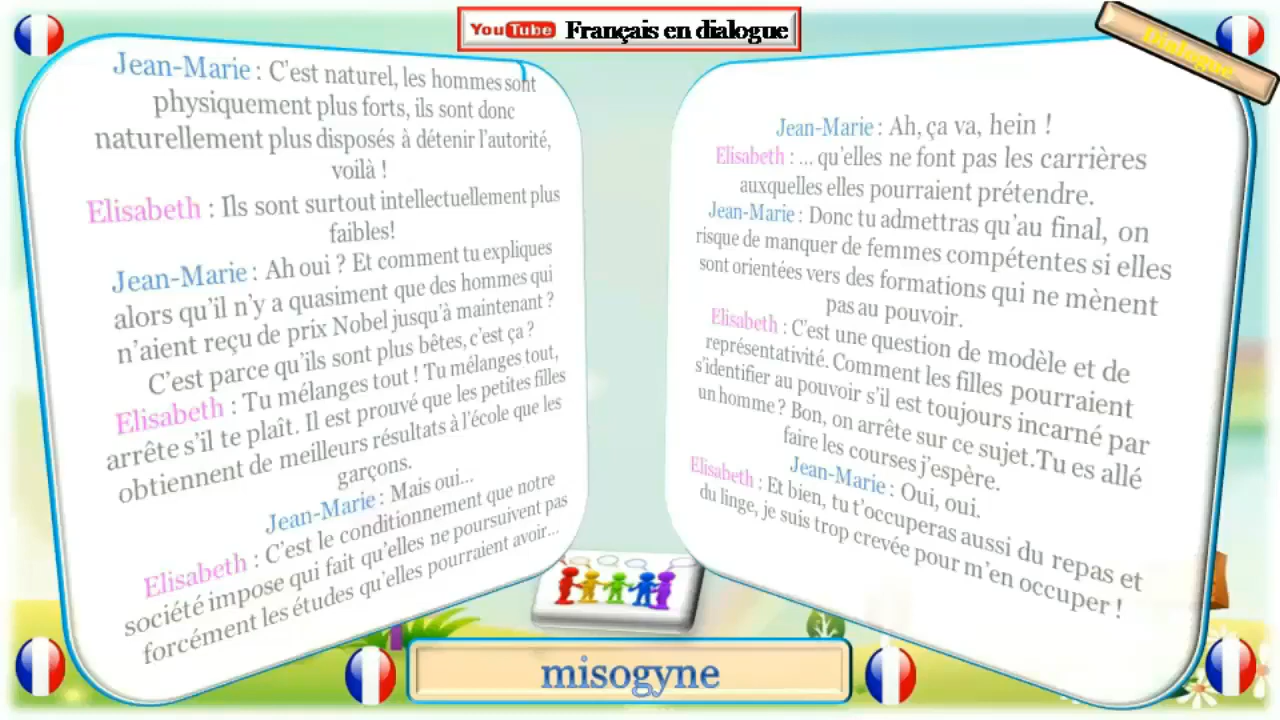 YouTube Français en dialogue
Dialogue
Jean-Marie : C'est naturel, les hommes sont
physiquement plus forts, ils sont donc
naturellement plus disposés à détenir l'autorité,
voilà !
Elisabeth : Ils sont surtout intellectuellement plus
faibles!
Jean-Marie : Ah oui ? Et comment tu expliques
alors qu'il n'y a quasiment que des hommes qui
n'aient reçu de prix Nobel jusqu'à maintenant ?
C'est parce qu'ils sont plus bêtes, c'est ça ?
Elisabeth : Tu mélanges tout ! Tu mélanges tout,
arrête s'il te plaît. Il est prouvé que les petites filles
obtiennent de meilleurs résultats à l'école que les
garçons.
Jean-Marie : Mais oui...
Elisabeth : C'est le conditionnement que notre
société impose qui fait qu'elles ne poursuivent pas
forcément les études qu'elles pourraient avoir...
Jean-Marie : Ah, ça va, hein !
Elisabeth : ... qu'elles ne font pas les carrières
auxquelles elles pourraient prétendre.
Jean-Marie : Donc tu admettras qu'au final, on
risque de manquer de femmes compétentes si elles
sont orientées vers des formations qui ne mènent
pas au pouvoir.
Elisabeth : C'est une question de modèle et de
représentativité. Comment les filles pourraient
s'identifier au pouvoir s'il est toujours incarné par
un homme ? Bon, on arrête sur ce sujet.Tu es allé
faire les courses j'espère.
Jean-Marie : Oui, oui.
Elisabeth : Et bien, tu t'occuperas aussi du repas et
du linge, je suis trop crevée pour m'en occuper !
misogyne